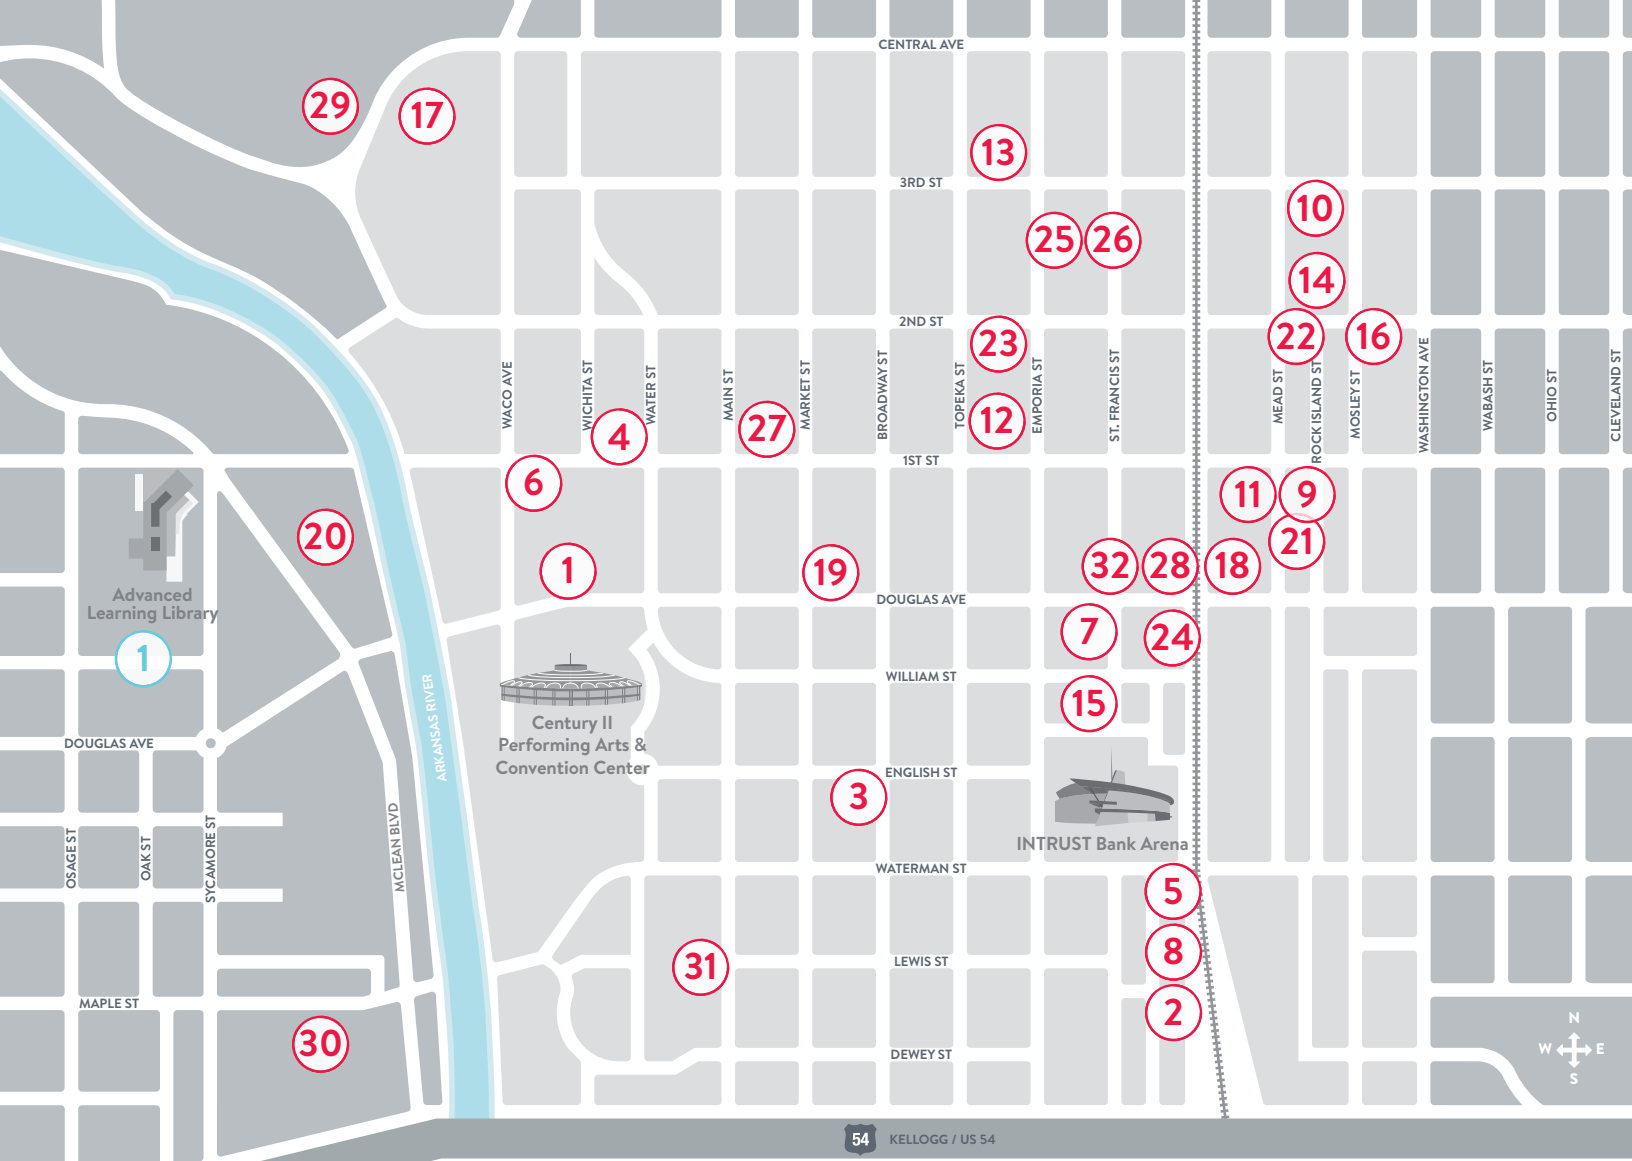 CENTRAL AVE
29
17
13
3RD ST
10
25
26
14
2ND ST
23
22
16
WACO AVE
WICHITA ST
WATER ST
MAIN ST
MARKET ST
BROADWAY ST
TOPEKA ST
EMPORIA ST
ST. FRANCIS ST
MEAD ST
ROCK ISLAND ST
MOSLEY ST
WASHINGTON AVE
WABASH ST
OHIO ST
CLEVELAND ST
4
27
12
1ST ST
6
11
9
20
21
1
19
32
28
18
Advanced
Learning Library
1
DOUGLAS AVE
7
24
WILLIAM ST
15
ARKANSAS RIVER
Century II
Performing Arts &
Convention Center
DOUGLAS AVE
ENGLISH ST
3
INTRUST Bank Arena
OSAGE ST
OAK ST
SYCAMORE ST
MCLEAN BLVD
WATERMAN ST
5
8
31
LEWIS ST
MAPLE ST
2
30
DEWEY ST
N
W
E
S
54
KELLOGG / US 54